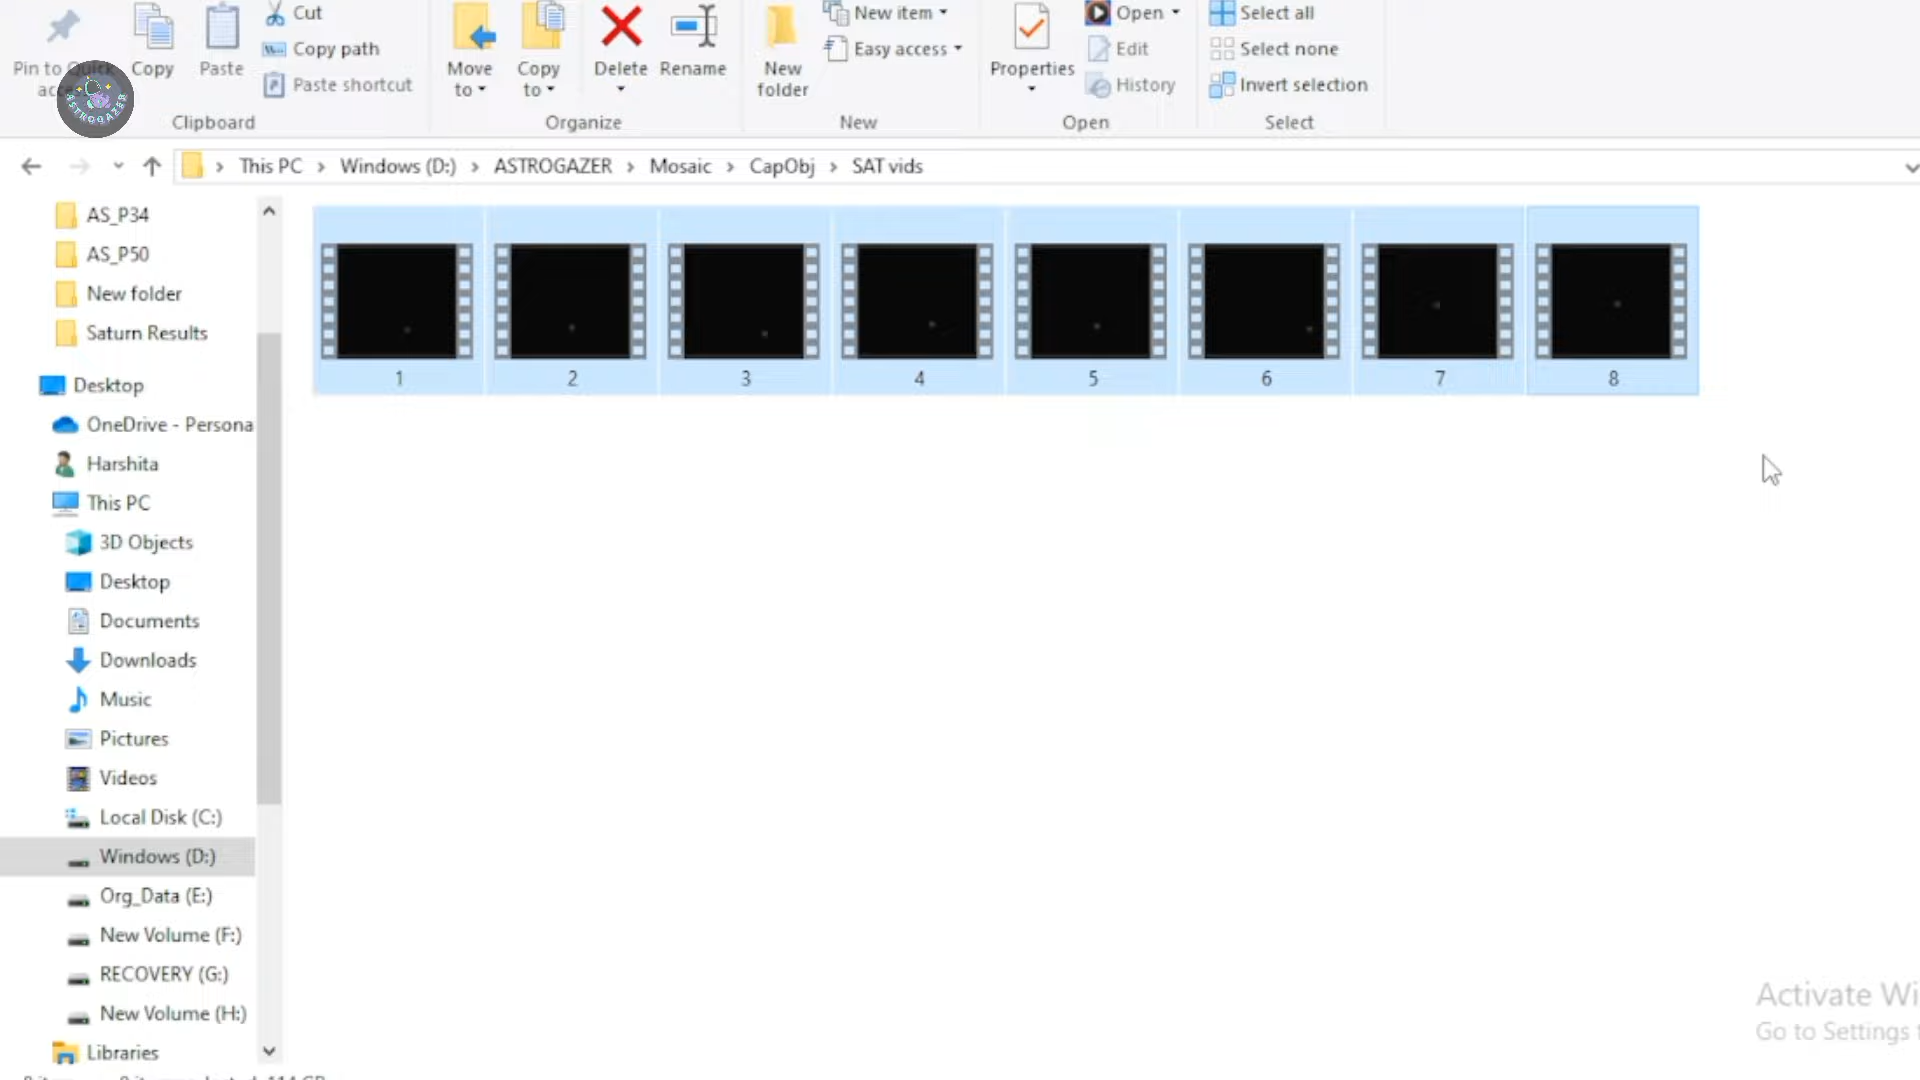 Cut
Copy path
Paste shortcut
Pin to Quick
Copy
Paste
Clipboard
Move
to
Copy
to
Delete
Rename
Organize
New
folder
New item
Easy access
New
Properties
Open
Edit
History
Open
Select all
Select none
Invert selection
Select
ASTROGAZER
This PC > Windows (D:) > ASTROGAZER > Mosaic > CapObj > SAT vids
AS_P34
AS_P50
New folder
Saturn Results
Desktop
OneDrive - Persona
Harshita
This PC
3D Objects
Desktop
Documents
Downloads
Music
Pictures
Videos
Local Disk (C:)
Windows (D:)
Org_Data (E:)
New Volume (F:)
RECOVERY (G:)
New Volume (H:)
Libraries
1 2 3 4 5 6 7 8
Activate Wi
Go to Settings